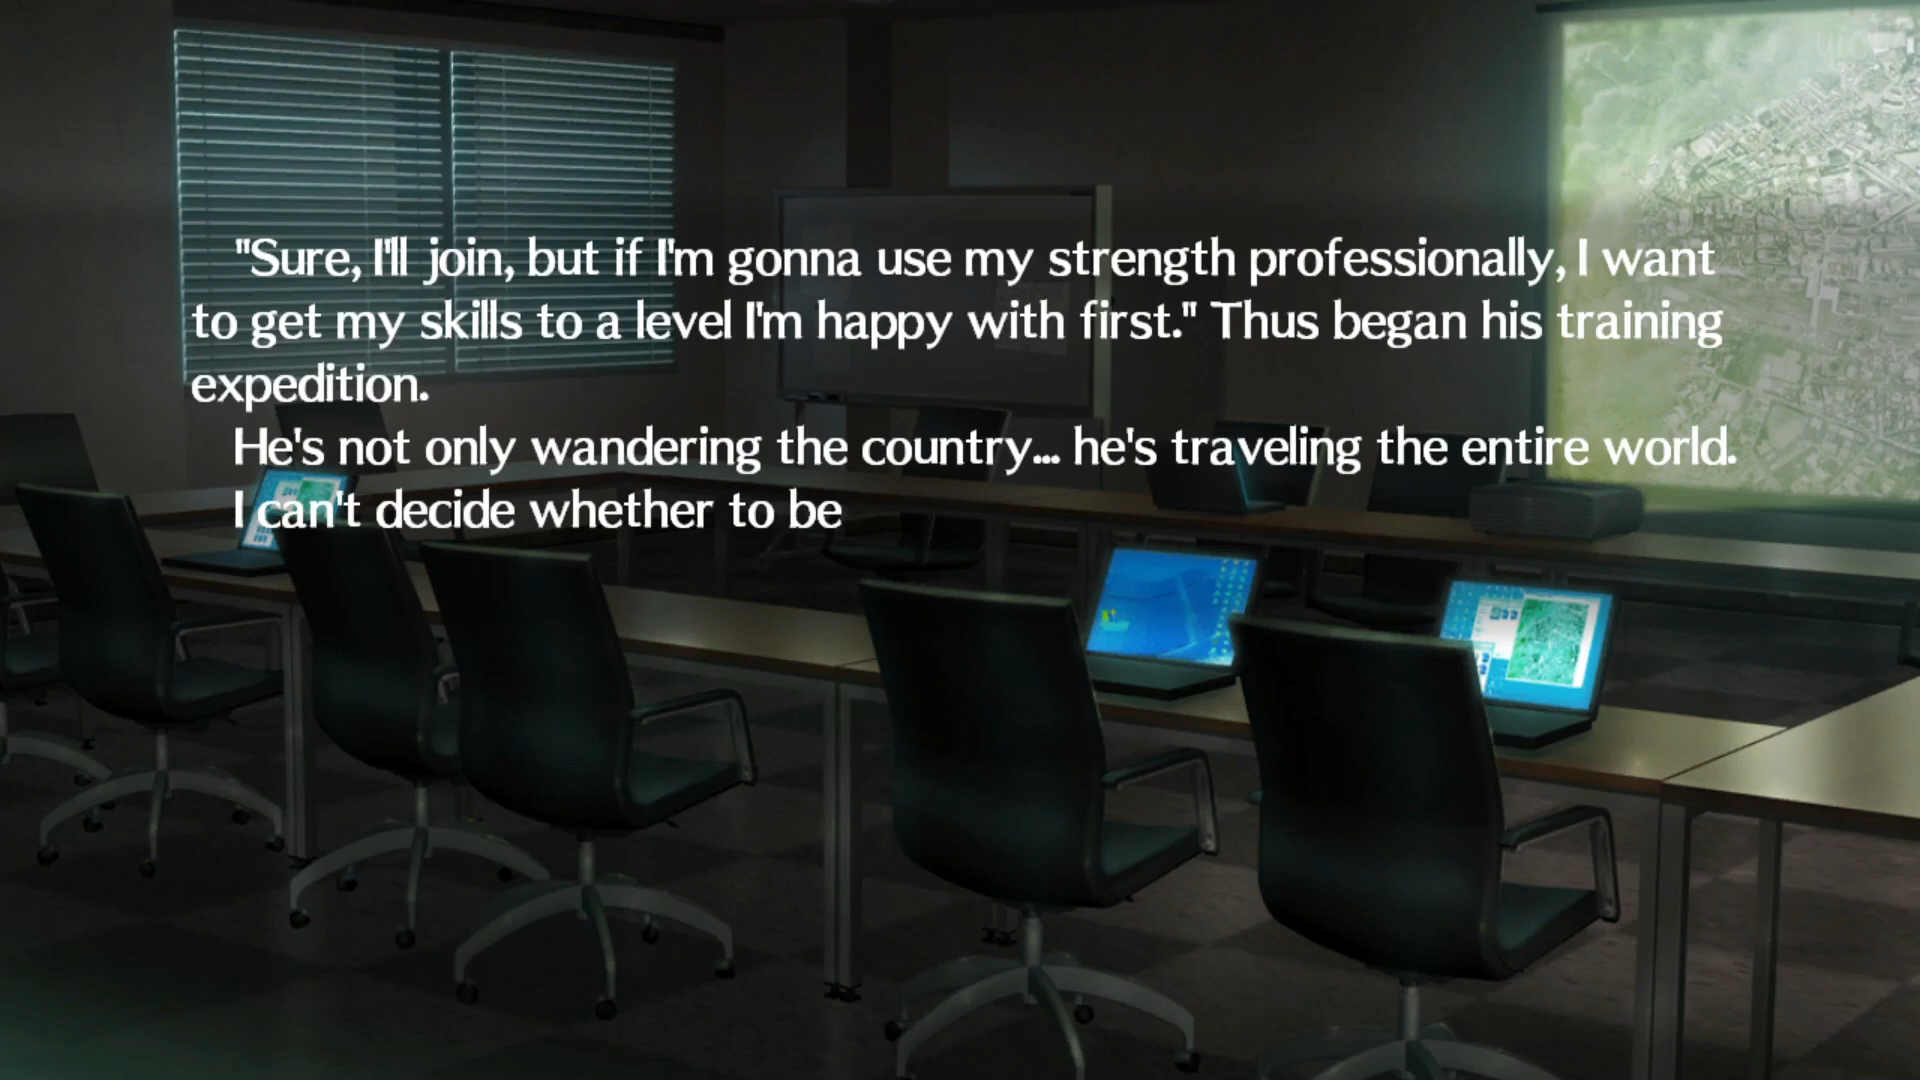 "Sure, I'll join, but if I'm gonna use my strength professionally, I want
to get my skills to a level I'm happy with first." Thus began his training
expedition.
He's not only wandering the country... he's traveling the entire world.
I can't decide whether to be